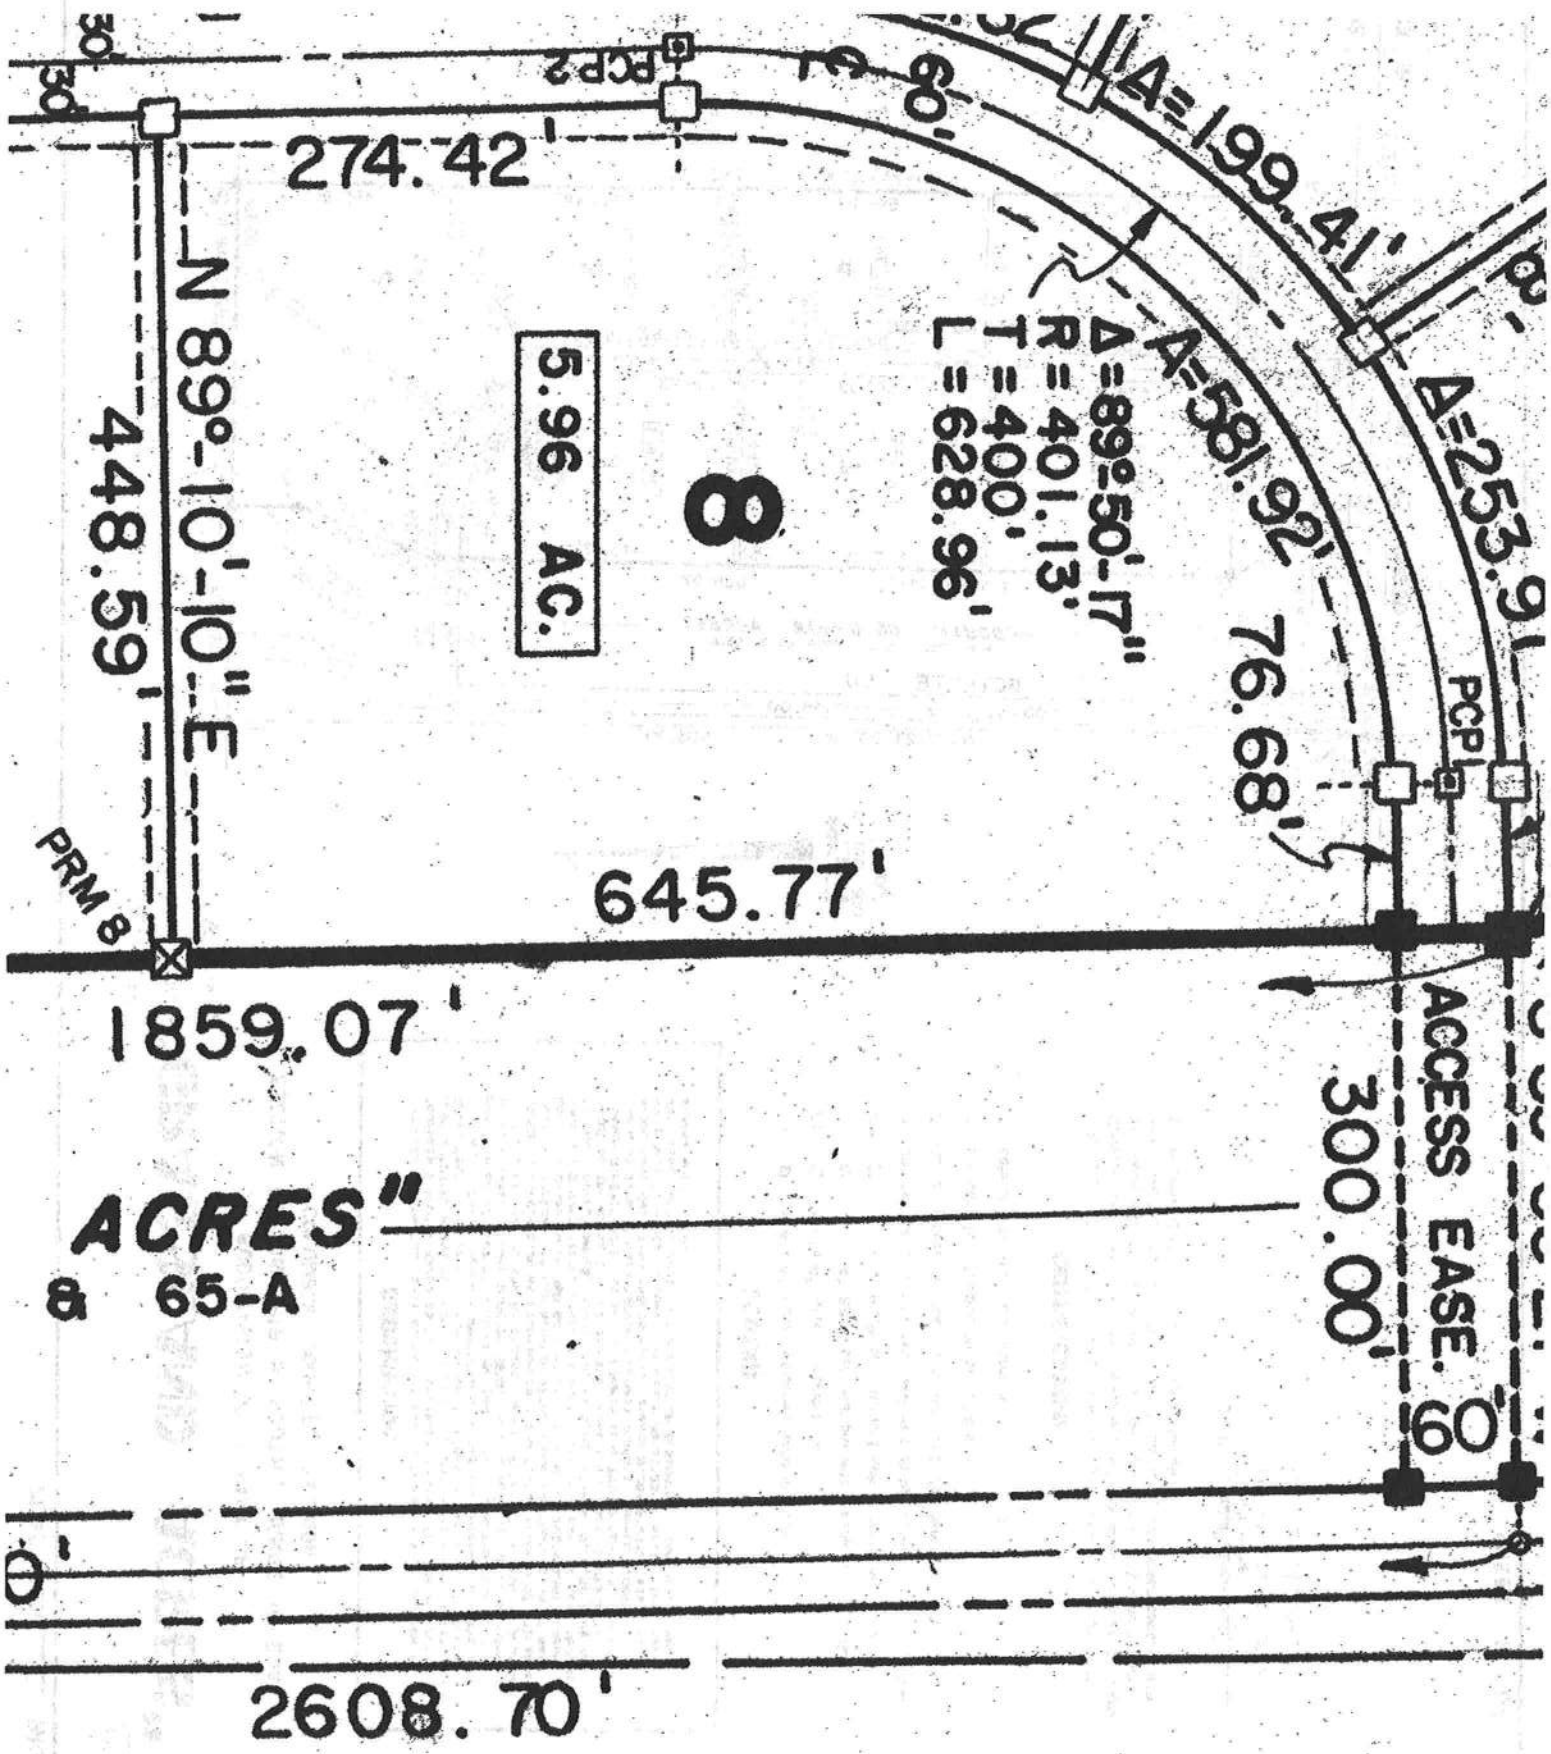 30'
30'
PCP2
60'
A=199.41'
274.42'
N 89°-10'-10" E
448.59'
5.96 AC.
8
Δ=89°-50'-17"
R=401.13'
T=400'
L=628.96'
A=581.92'
A=253.91
76.68'
PCP1
PRM 8
645.77'
1859.07'
ACCESS EASE.
300.00'
60'
ACRES"
& 65-A
2608.70'